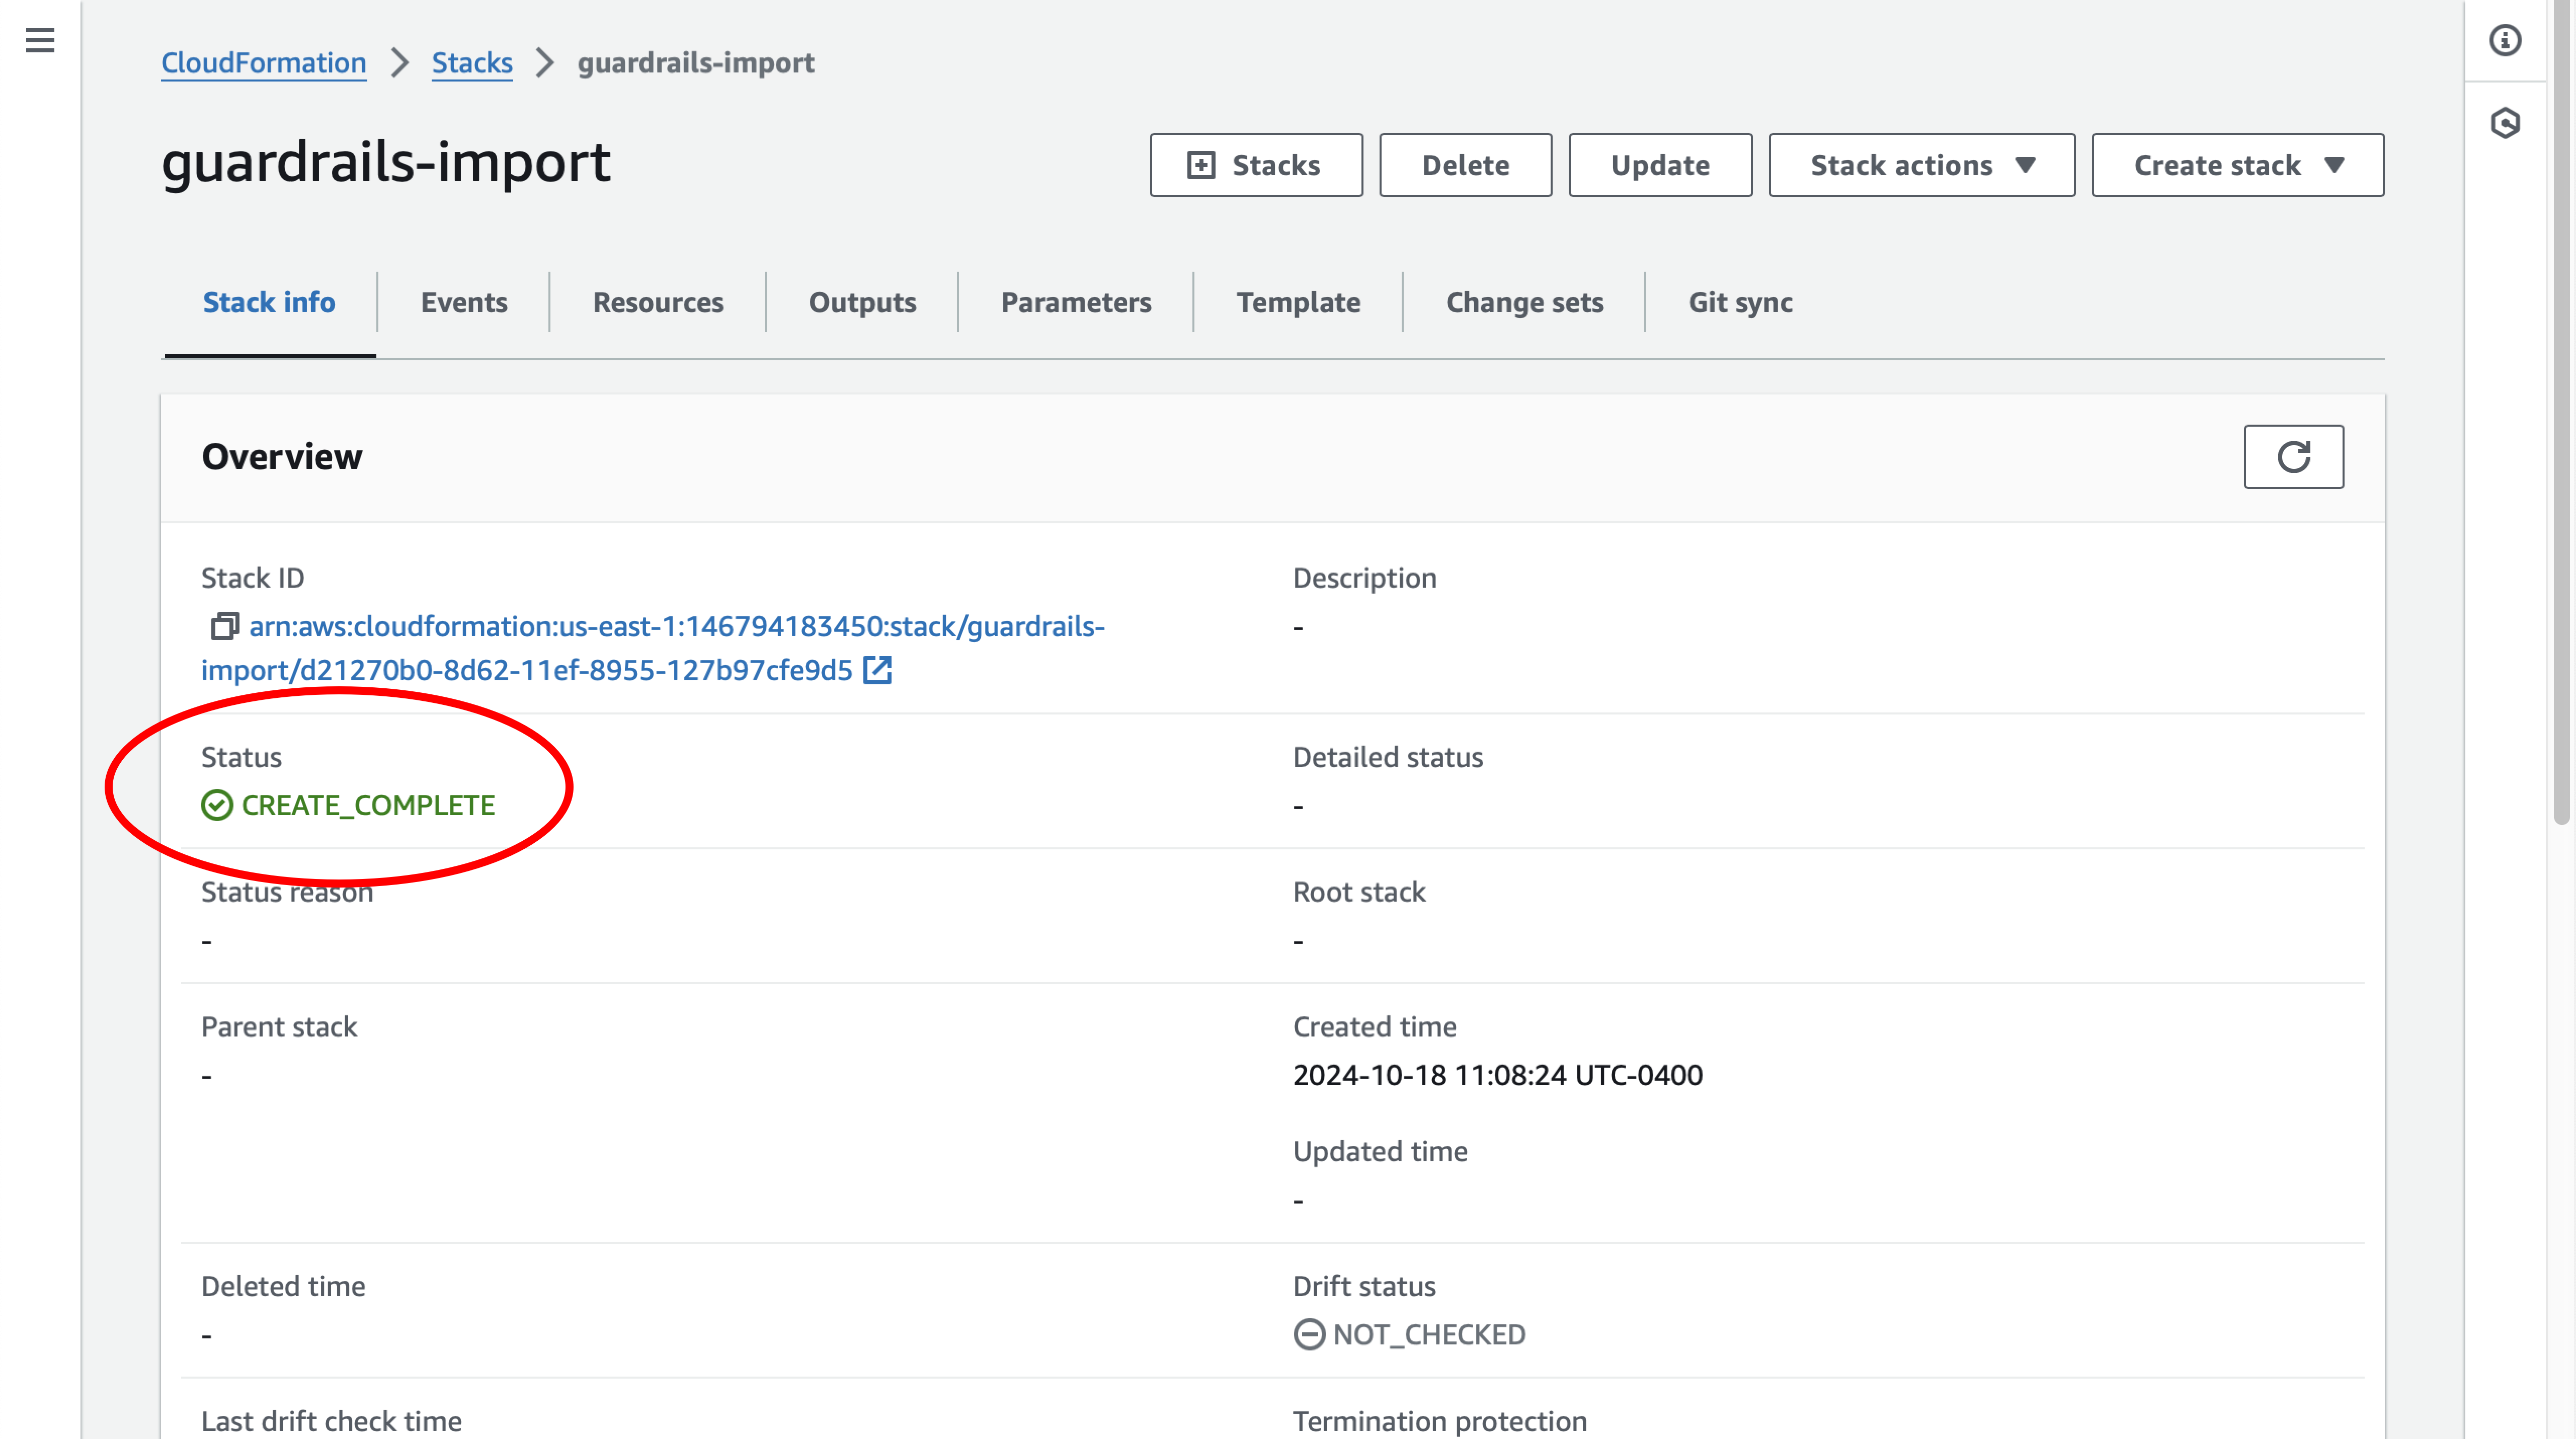 CloudFormation > Stacks > guardrails-import
guardrails-import
Stacks Delete Update Stack actions Create stack
Stack info Events Resources Outputs Parameters Template Change sets Git sync
Overview
Stack ID
arn:aws:cloudformation:us-east-1:146794183450:stack/guardrails-
import/d21270b0-8d62-11ef-8955-127b97cfe9d5
Description
-
Status
CREATE_COMPLETE
Detailed status
-
Status reason
-
Root stack
-
Parent stack
-
Created time
2024-10-18 11:08:24 UTC-0400
Updated time
-
Deleted time
-
Drift status
NOT_CHECKED
Last drift check time
Termination protection